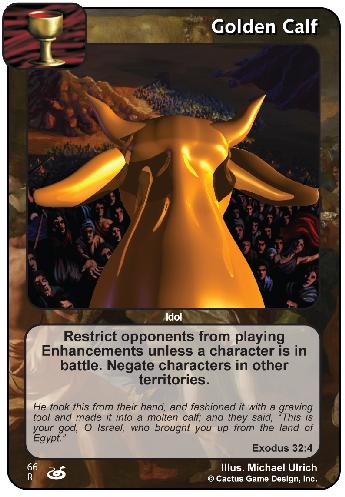 Golden Calf
Idol
Restrict opponents from playing
Enhancements unless a character is in
battle. Negate characters in other
territories.
He took this from their hand, and fashioned it with a graving
tool and made it into a molten calf; and they said, "This is
your god, O Israel, who brought you up from the land of
Egypt."
Exodus 32:4
66
R
Illus. Michael Ulrich
© Cactus Game Design, Inc.